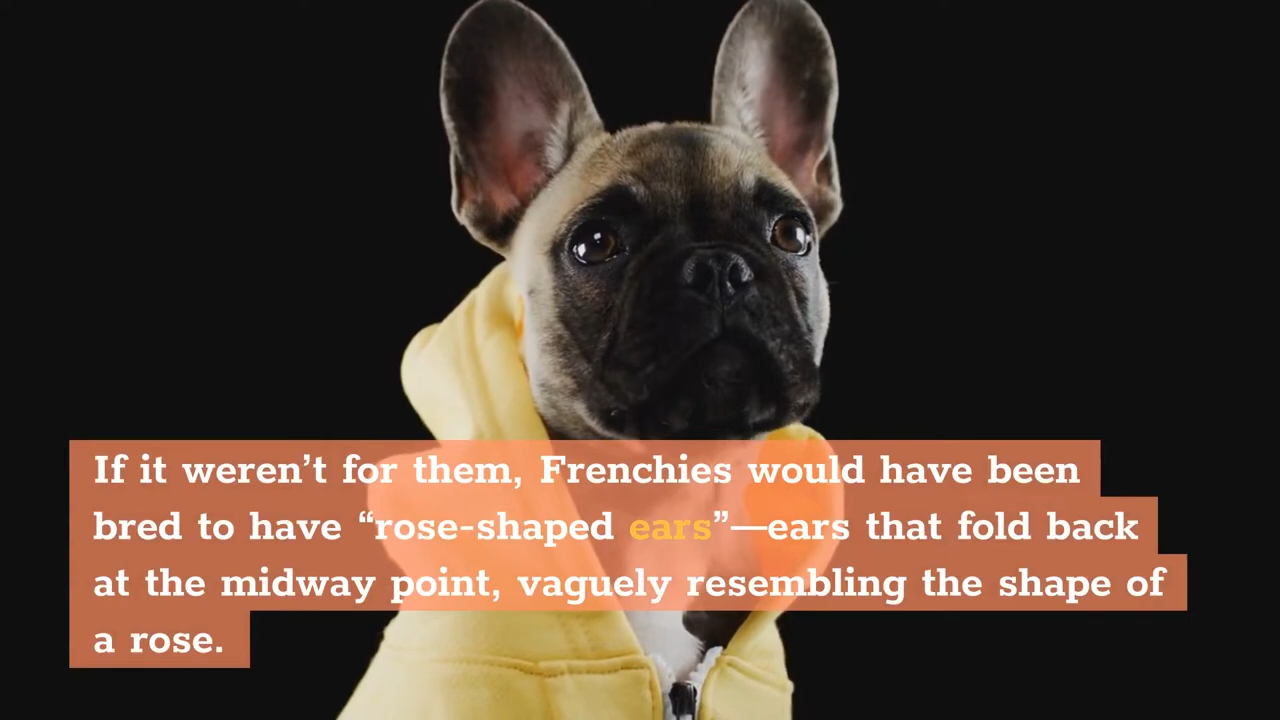 If it weren’t for them, Frenchies would have been
bred to have “rose-shaped ears”—ears that fold back
at the midway point, vaguely resembling the shape of
a rose.